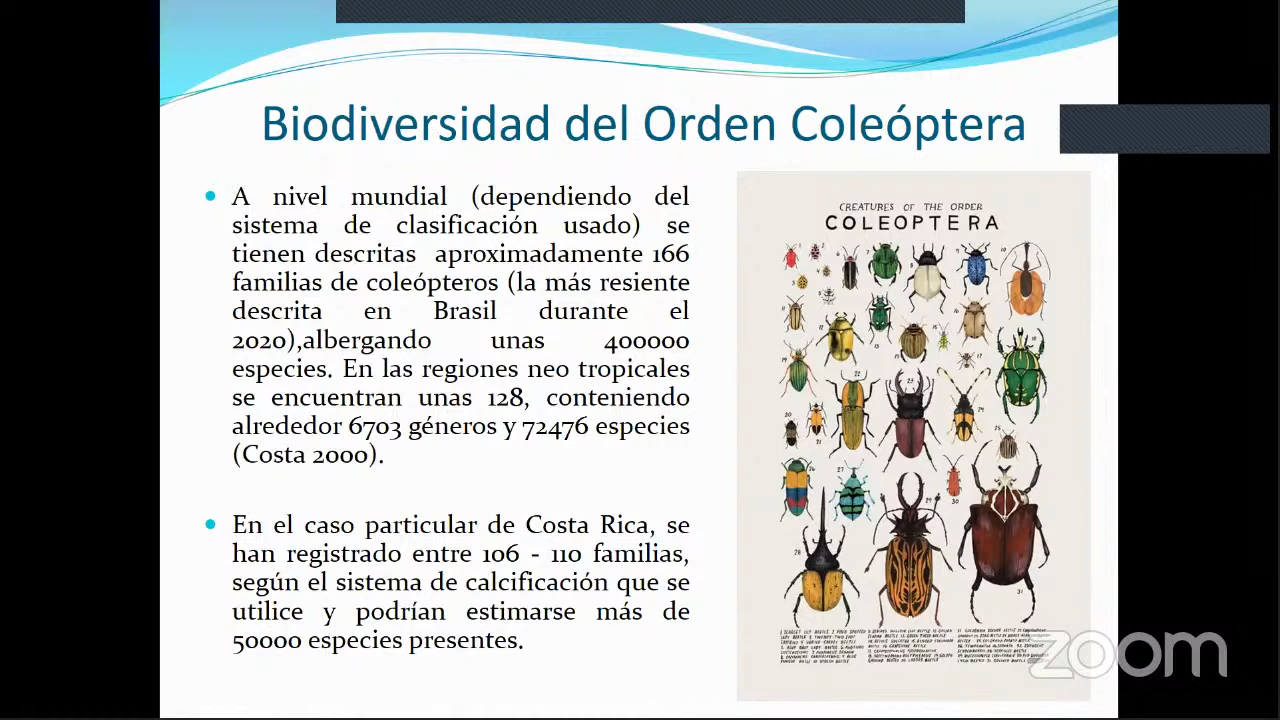 Biodiversidad del Orden Coleóptera
A nivel mundial (dependiendo del
sistema de clasificación usado) se
tienen descritas aproximadamente 166
familias de coleópteros (la más resiente
descrita en Brasil durante el
2020),albergando unas 400000
especies. En las regiones neo tropicales
se encuentran unas 128, conteniendo
alrededor 6703 géneros y 72476 especies
(Costa 2000).
En el caso particular de Costa Rica, se
han registrado entre 106 - 110 familias,
según el sistema de calcificación que se
utilice y podrían estimarse más de
50000 especies presentes.
CREATURES OF THE ORDER
COLEOPTERA
zoom